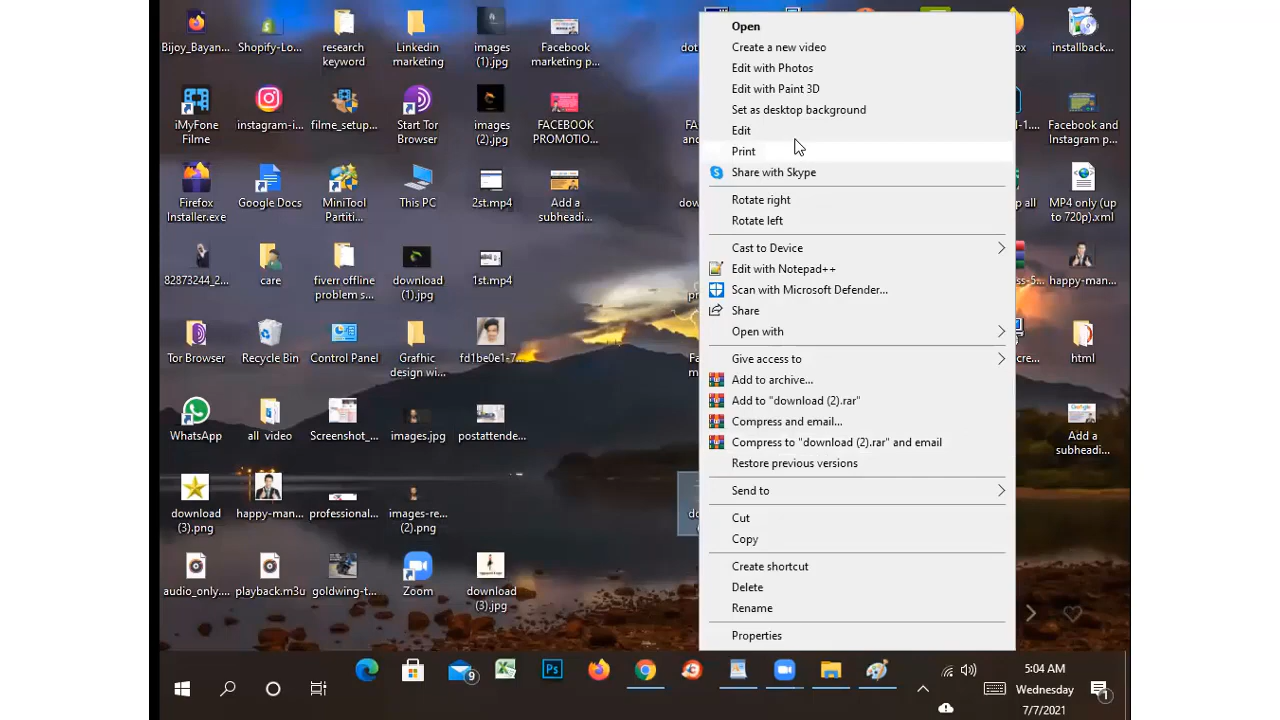 Bijoy_Bayan...
Shopify-Lo...
research
keyword
Linkedin
marketing
images
(1).jpg
Facebook
marketing p...
installback...
iMyFone
Filme
instagram-i...
filme_setup...
Start Tor
Browser
images
(2).jpg
FACEBOOK
PROMOTIO...
Facebook and
Instagram p...
Firefox
Installer.exe
Google Docs
MiniTool
Partiti...
This PC
2st.mp4
Add a
subheadi...
MP4 only (up
to 720p).xml
82873244_2...
care
fiverr offline
problem s...
download
(1).jpg
1st.mp4
happy-man...
Tor Browser
Recycle Bin
Control Panel
Grafhic
design wi...
fd1be0e1-7...
html
WhatsApp
all video
Screenshot_...
images.jpg
postattende...
Add a
subheadi...
download
(3).png
happy-man...
professional...
images-re...
(2).png
audio_only....
playback.m3u
goldwing-t...
Zoom
download
(3).jpg
Open
Create a new video
Edit with Photos
Edit with Paint 3D
Set as desktop background
Edit
Print
Share with Skype
Rotate right
Rotate left
Cast to Device
Edit with Notepad++
Scan with Microsoft Defender...
Share
Open with
Give access to
Add to archive...
Add to "download (2).rar"
Compress and email...
Compress to "download (2).rar" and email
Restore previous versions
Send to
Cut
Copy
Create shortcut
Delete
Rename
Properties
Ps
9
5:04 AM
Wednesday
7/7/2021
1